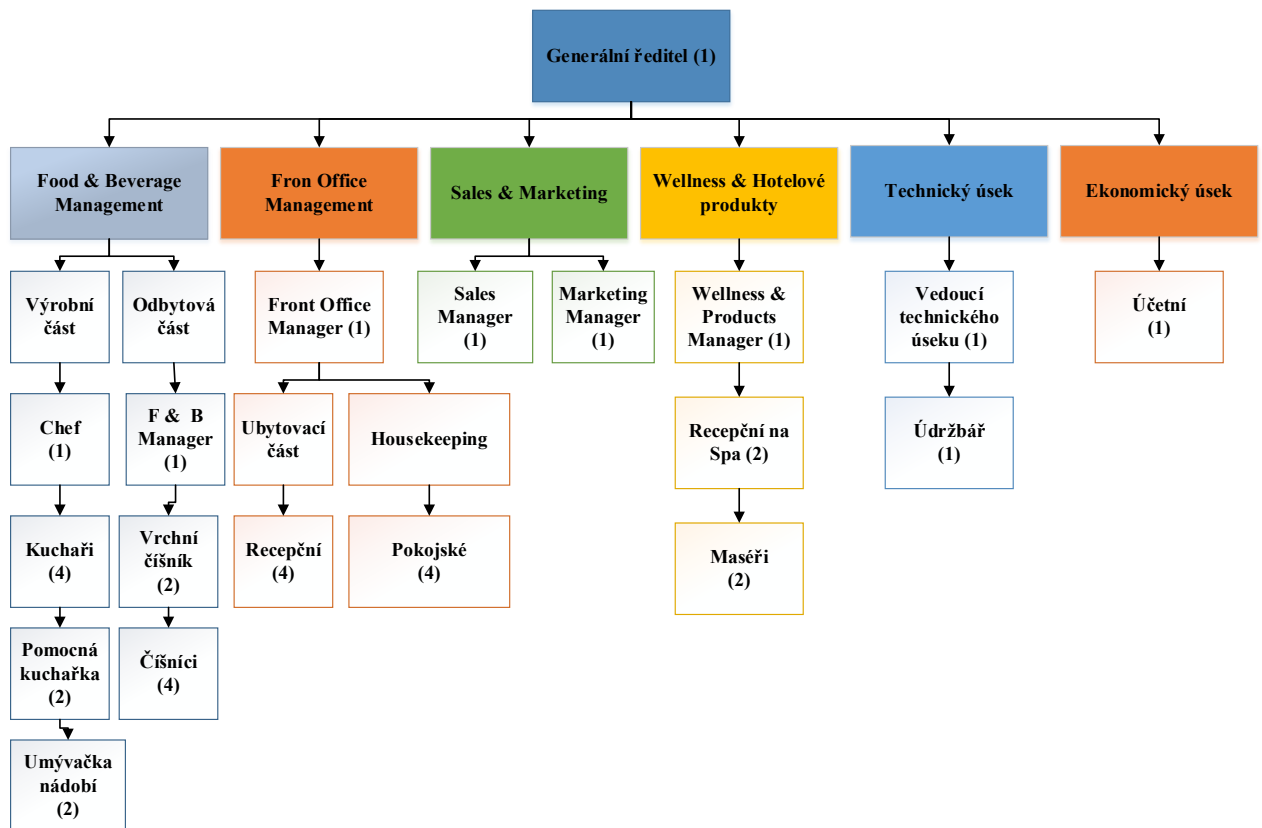 Generální ředitel (1)
Food & Beverage
Management
Fron Office
Management
Sales & Marketing
Wellness & Hotelové
produkty
Technický úsek
Ekonomický úsek
Výrobní
část
Odbytová
část
Front Office
Manager (1)
Sales
Manager
(1)
Marketing
Manager
(1)
Wellness &
Products
Manager (1)
Vedoucí
technického
úseku (1)
Účetní
(1)
Chef
(1)
F & B
Manager
(1)
Ubytovací
část
Housekeeping
Recepční na
Spa (2)
Údržbář
(1)
Kuchaři
(4)
Vrchní
číšník
(2)
Recepční
(4)
Pokojské
(4)
Maséři
(2)
Pomocná
kuchařka
(2)
Číšníci
(4)
Umývačka
nádobí
(2)